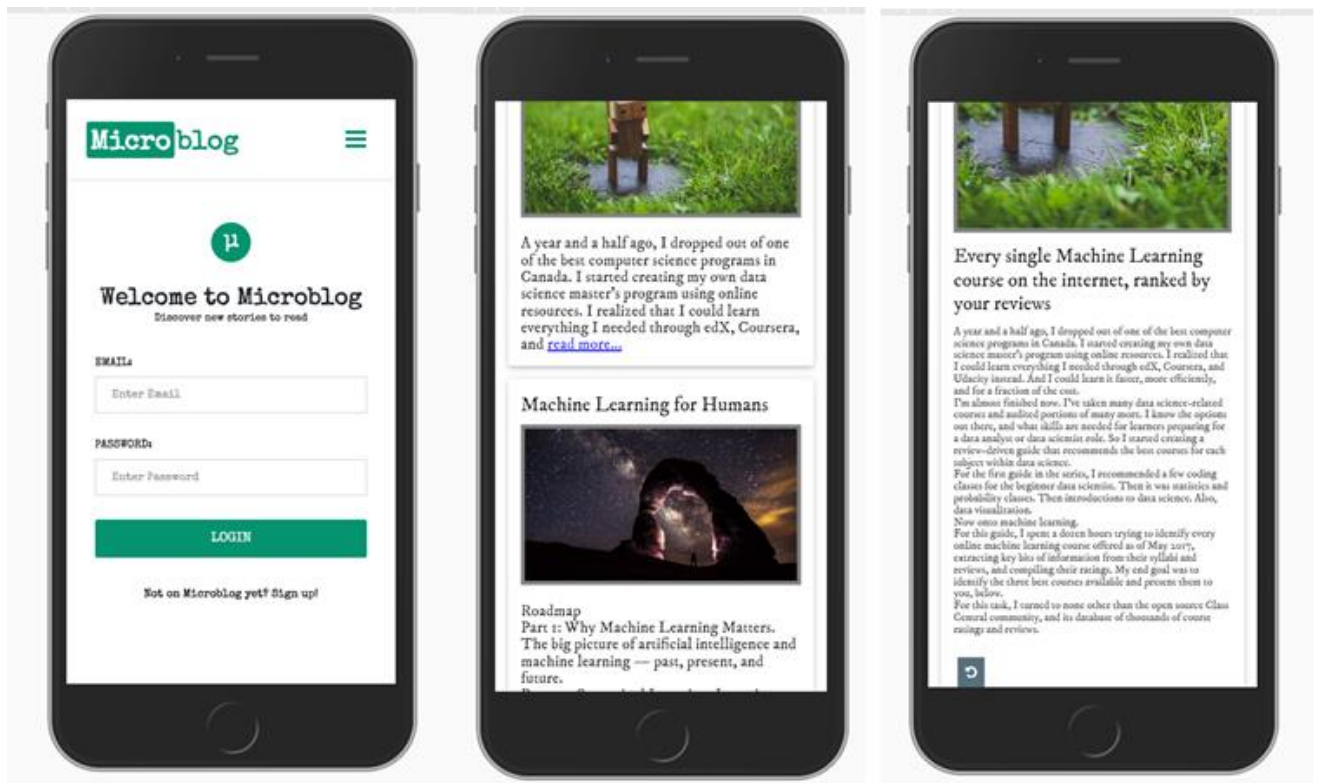 Microblog
µ
Welcome to Microblog
Discover new stories to read
EMAIL:
Enter Email
PASSWORD:
Enter Password
LOGIN
Not on Microblog yet? Sign up!
A year and a half ago, I dropped out of one
of the best computer science programs in
Canada. I started creating my own data
science master's program using online
resources. I realized that I could learn
everything I needed through edX, Coursera,
and read more...
Machine Learning for Humans
Roadmap
Part 1: Why Machine Learning Matters.
The big picture of artificial intelligence and
machine learning — past, present, and
future.
Every single Machine Learning
course on the internet, ranked by
your reviews
A year and a half ago, I dropped out of one of the best computer
science programs in Canada. I started creating my own data
science master's program using online resources. I realized that
I could learn everything I needed through edX, Coursera, and
Udacity instead. And I could learn it faster, more efficiently,
and for a fraction of the cost.
I'm almost finished now. I've taken many data science-related
courses and audited portions of many more. I know the options
out there, and what skills are needed for learners preparing for
a data analyst or data scientist role. So I started creating a
review-driven guide that recommends the best courses for each
subject within data science.
For the first guide in the series, I recommended a few coding
classes for the beginner data scientist. Then it was statistics and
probability classes. Then introductions to data science. Also,
data visualization.
Now onto machine learning.
For this guide, I spent a dozen hours trying to identify every
online machine learning course offered as of May 2017,
extracting key bits of information from their syllabi and
reviews, and compiling their ratings. My end goal was to
identify the three best courses available and present them to
you, below.
For this task, I turned to none other than the open source Class
Central community, and its database of thousands of course
ratings and reviews.